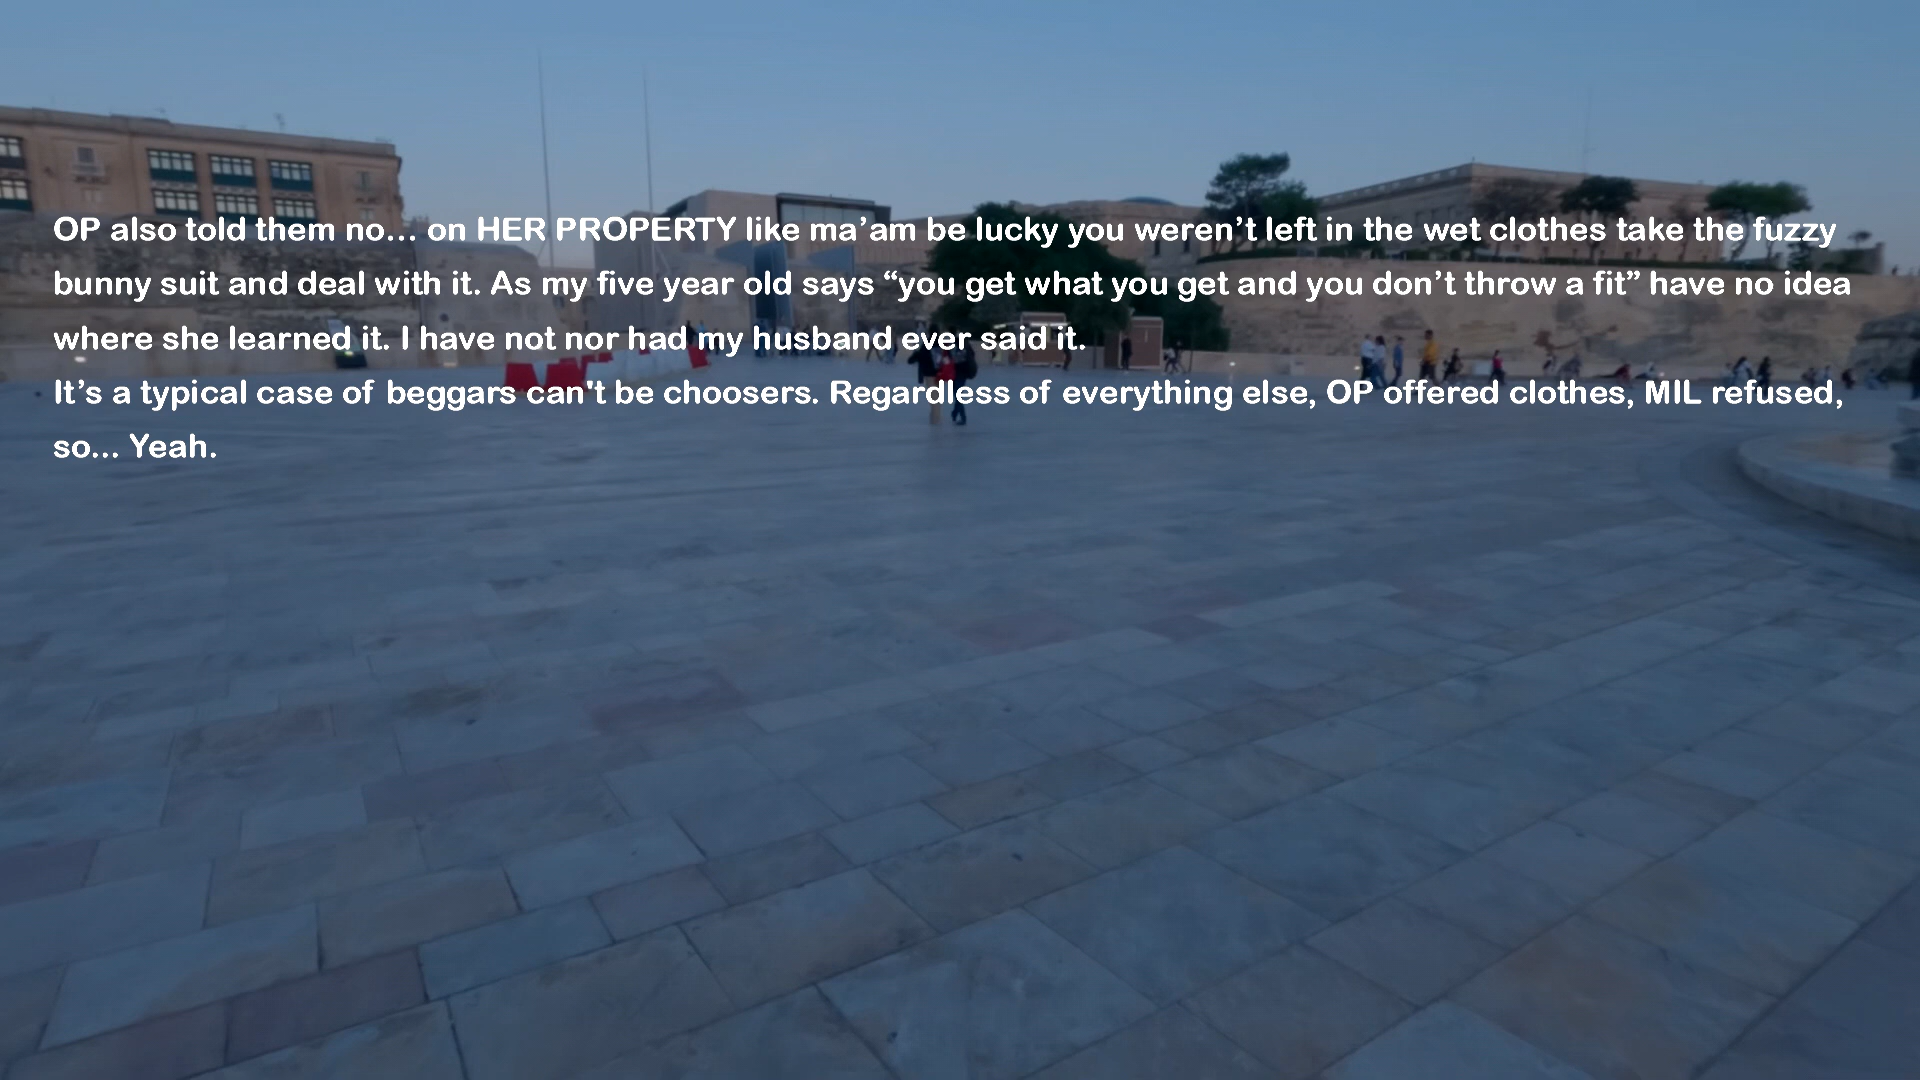 OP also told them no... on HER PROPERTY like ma’am be lucky you weren’t left in the wet clothes take the fuzzy
bunny suit and deal with it. As my five year old says “you get what you get and you don’t throw a fit” have no idea
where she learned it. I have not nor had my husband ever said it.
It’s a typical case of beggars can't be choosers. Regardless of everything else, OP offered clothes, MIL refused,
so... Yeah.